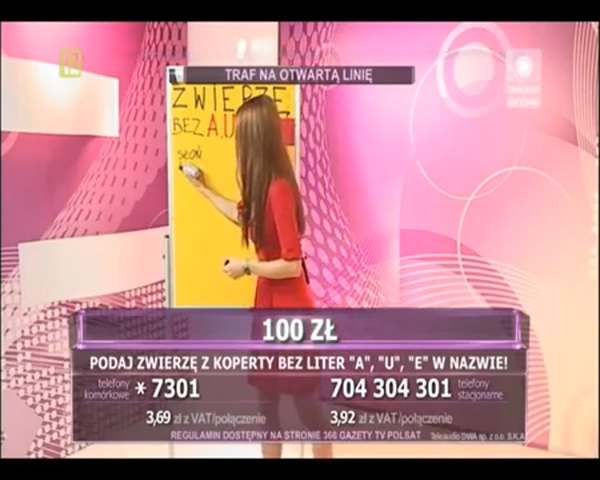 TRAF NA OTWARTĄ LINIĘ
ZWIERZĘ
BEZ A,U
SŁOŃ
100 ZŁ
PODAJ ZWIERZĘ Z KOPERTY BEZ LITER "A", "U", "E" W NAZWIE!
telefony komórkowe * 7301 704 304 301 telefony stacjonarne
3,69 zł z VAT/połączenie 3,92 zł z VAT/połączenie
REGULAMIN DOSTĘPNY NA STRONIE 366 GAZETY TV POLSAT Teleaudio DWA sp. z o.o. S.K.A